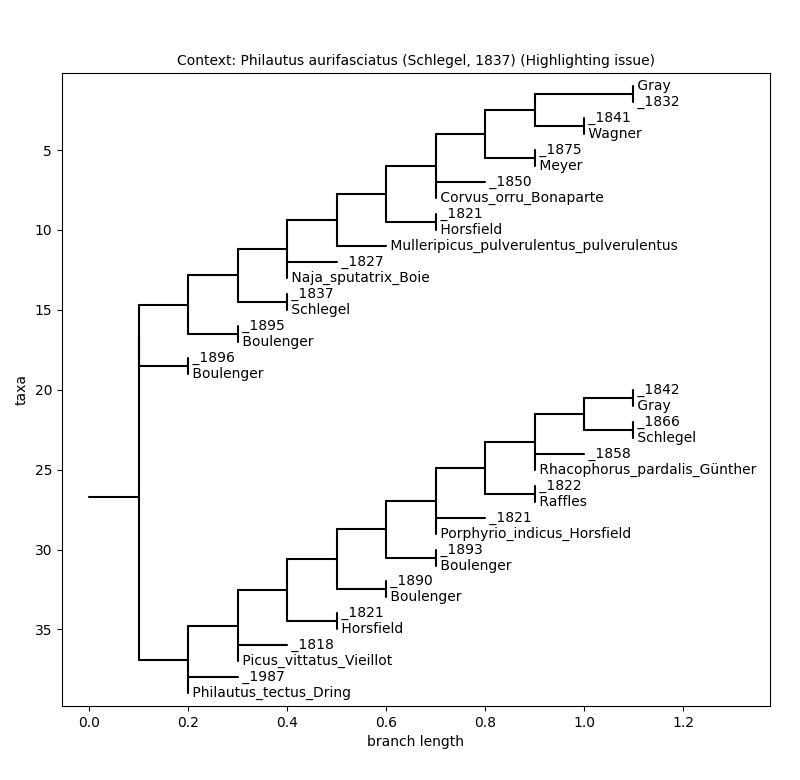 Context: Philautus aurifasciatus (Schlegel, 1837) (Highlighting issue)
Gray
_1832
_1841
Wagner
_1875
Meyer
_1850
Corvus_orru_Bonaparte
_1821
Horsfield
Mulleripicus_pulverulentus_pulverulentus
_1827
Naja_sputatrix_Boie
_1837
Schlegel
_1895
Boulenger
_1896
Boulenger
_1842
Gray
_1866
Schlegel
_1858
Rhacophorus_pardalis_Günther
_1822
Raffles
_1821
Porphyrio_indicus_Horsfield
_1893
Boulenger
_1890
Boulenger
_1821
Horsfield
_1818
Picus_vittatus_Vieillot
_1987
Philautus_tectus_Dring
5
10
15
20
25
30
35
taxa
0.0 0.2 0.4 0.6 0.8 1.0 1.2
branch length